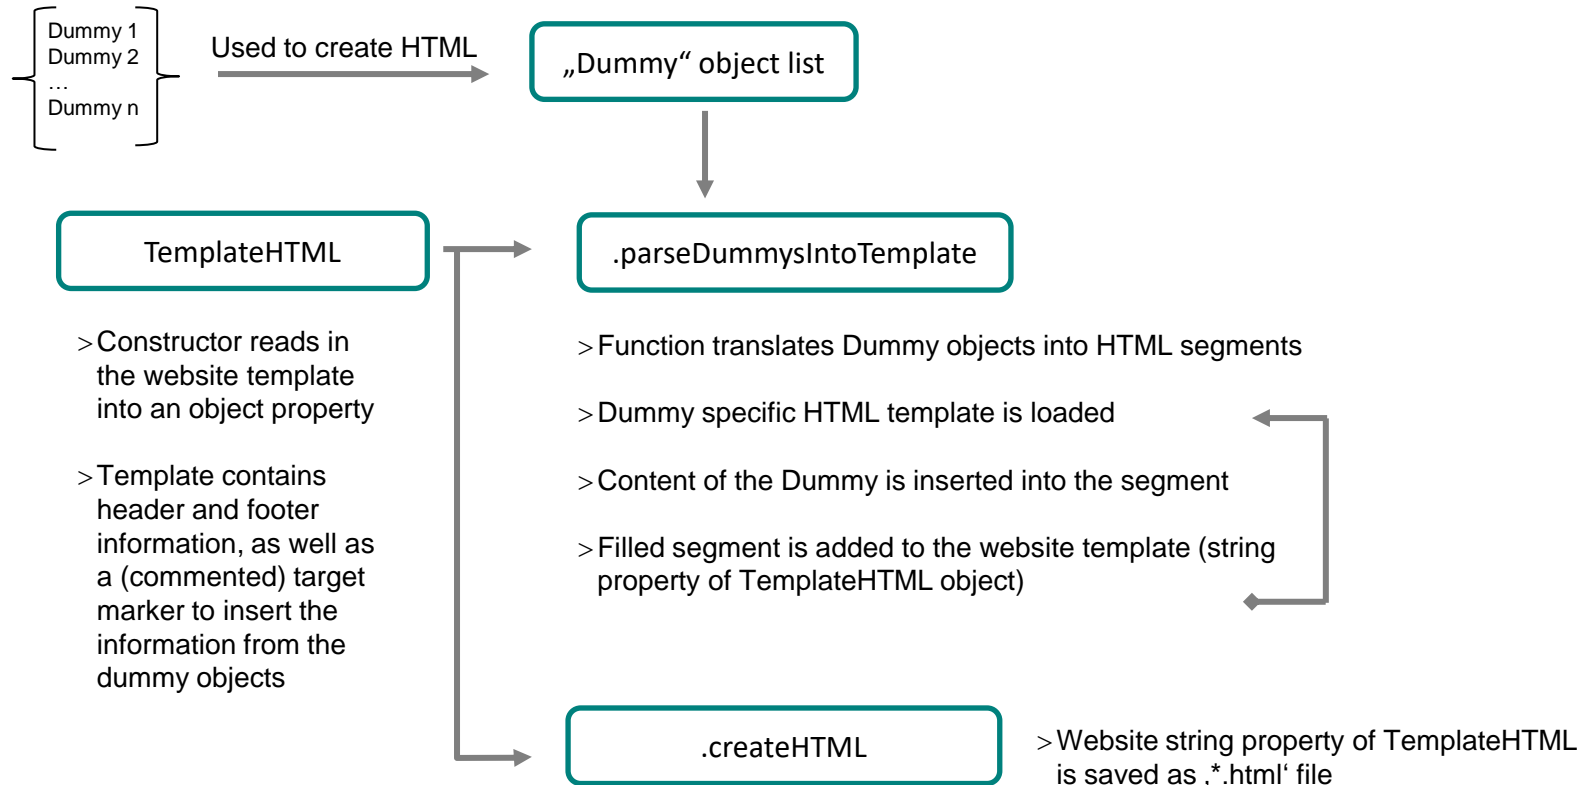 Dummy 1
Dummy 2
…
Dummy n
Used to create HTML
„Dummy“ object list
TemplateHTML
.parseDummysIntoTemplate
>Constructor reads in
the website template
into an object property
>Template contains
header and footer
information, as well as
a (commented) target
marker to insert the
information from the
dummy objects
>Function translates Dummy objects into HTML segments
>Dummy specific HTML template is loaded
>Content of the Dummy is inserted into the segment
>Filled segment is added to the website template (string
property of TemplateHTML object)
.createHTML
>Website string property of TemplateHTML
is saved as ‚*.html‘ file